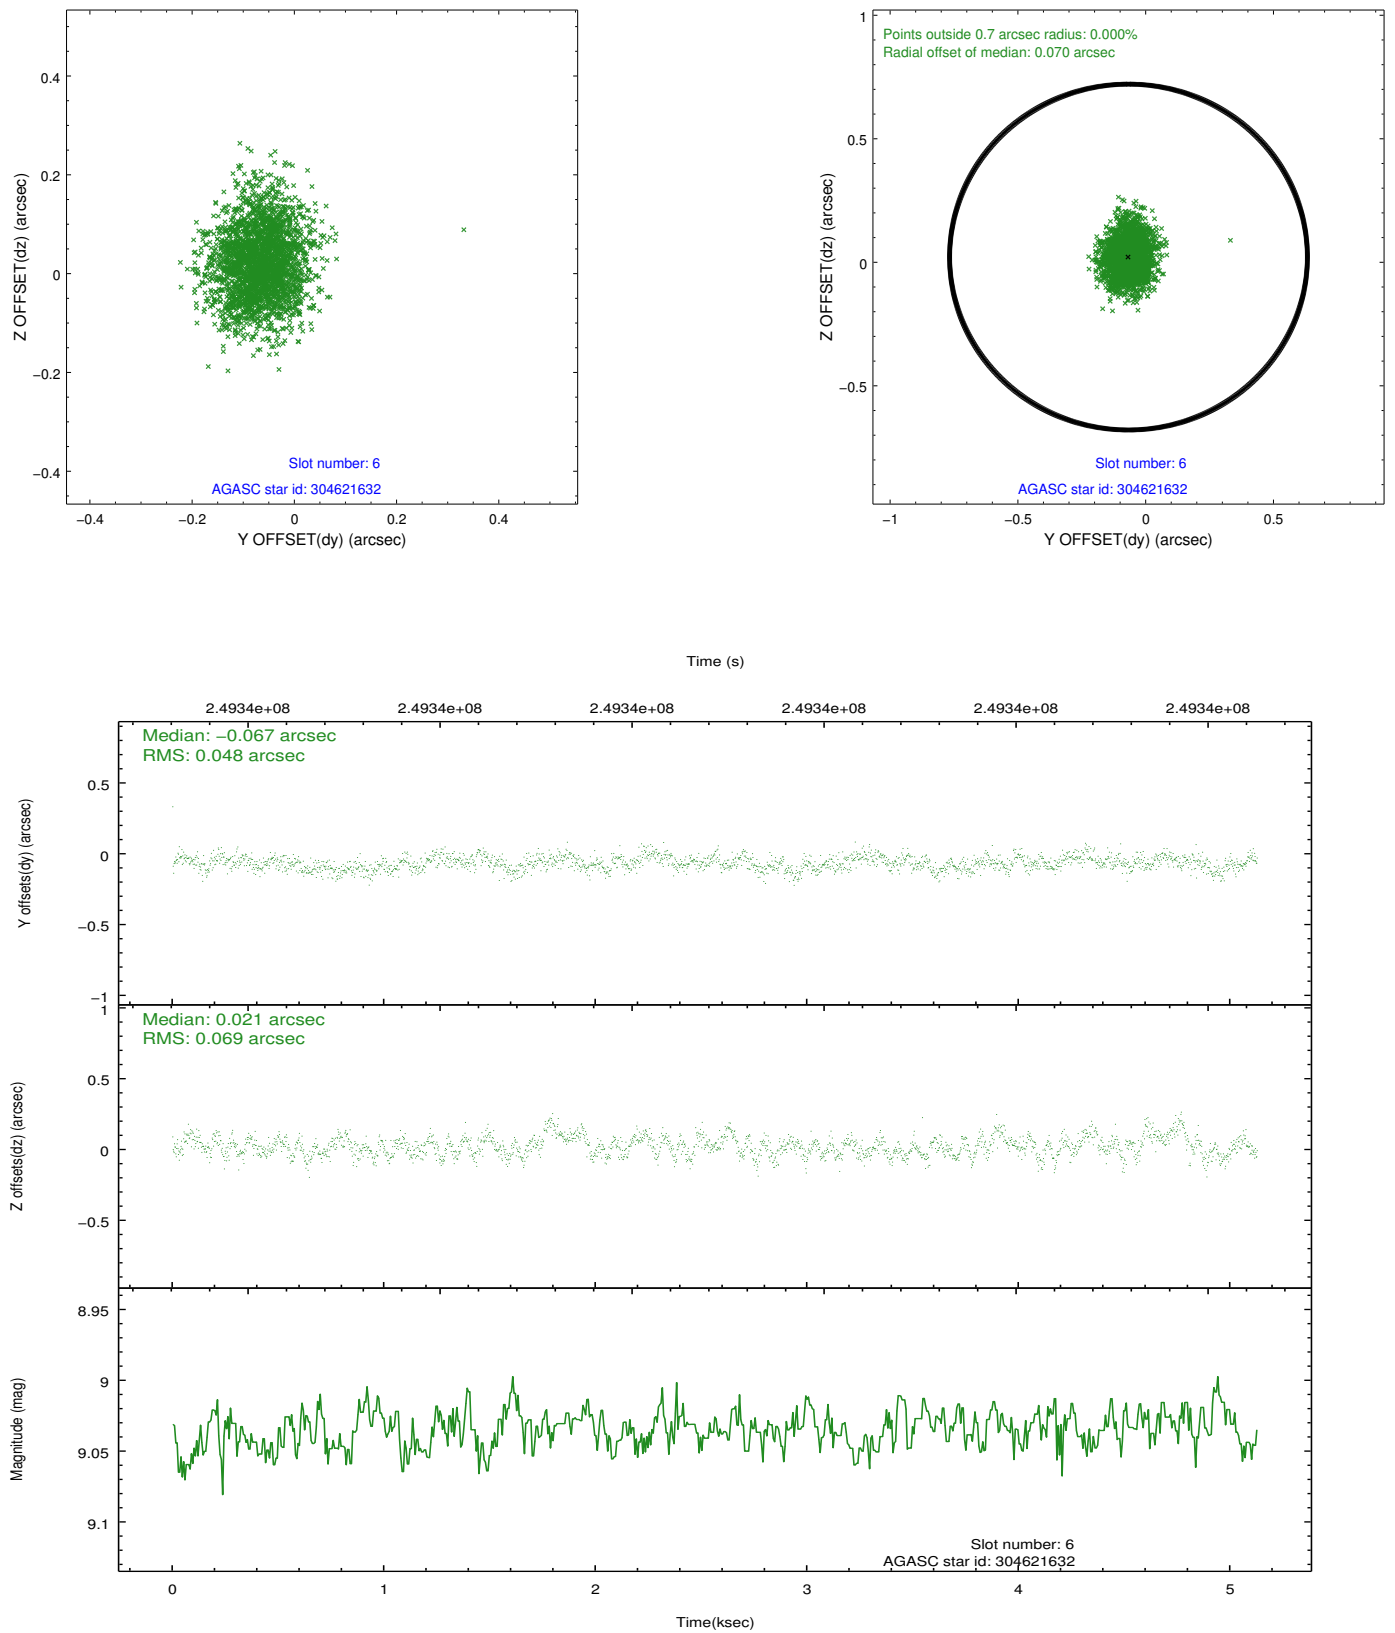 0.4
0.2
0
−0.2
−0.4
Z OFFSET(dz) (arcsec)
Slot number: 6
AGASC star id: 304621632
−0.4 −0.2 0 0.2 0.4
Y OFFSET(dy) (arcsec)
Points outside 0.7 arcsec radius: 0.000%
Radial offset of median: 0.070 arcsec
1
0.5
0
−0.5
Z OFFSET(dz) (arcsec)
Slot number: 6
AGASC star id: 304621632
−1 −0.5 0 0.5
Y OFFSET(dy) (arcsec)
Time (s)
2.4934e+08 2.4934e+08 2.4934e+08 2.4934e+08 2.4934e+08 2.4934e+08
Median: −0.067 arcsec
RMS: 0.048 arcsec
0.5
0
−0.5
−1
Y offsets(dy) (arcsec)
Median: 0.021 arcsec
RMS: 0.069 arcsec
1
0.5
0
−0.5
Z offsets(dz) (arcsec)
8.95
9
9.05
9.1
Magnitude (mag)
Slot number: 6
AGASC star id: 304621632
0 1 2 3 4 5
Time(ksec)